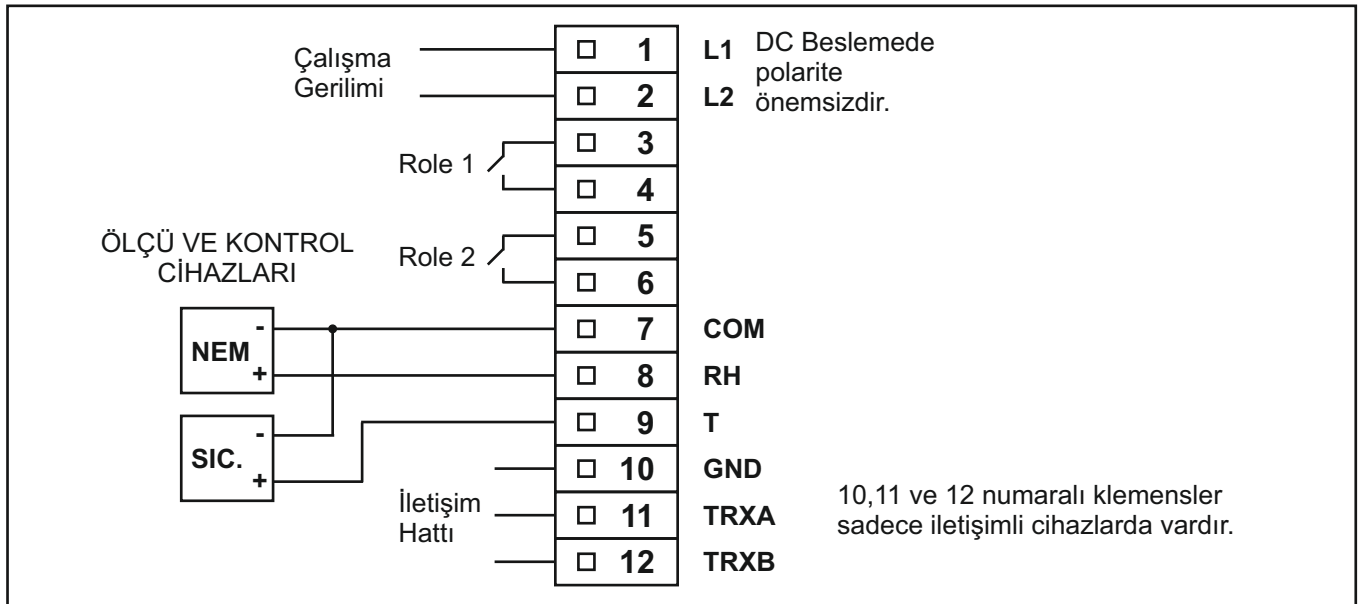 Çalışma
Gerilimi
1 L1
2 L2
DC Beslemede
polarite
önemsizdir.
Role 1
3
4
Role 2
5
6
ÖLÇÜ VE KONTROL
CİHAZLARI
NEM
-
+
7 COM
8 RH
SIC.
-
+
9 T
İletişim
Hattı
10 GND
11 TRXA
12 TRXB
10,11 ve 12 numaralı klemensler
sadece iletişimli cihazlarda vardır.